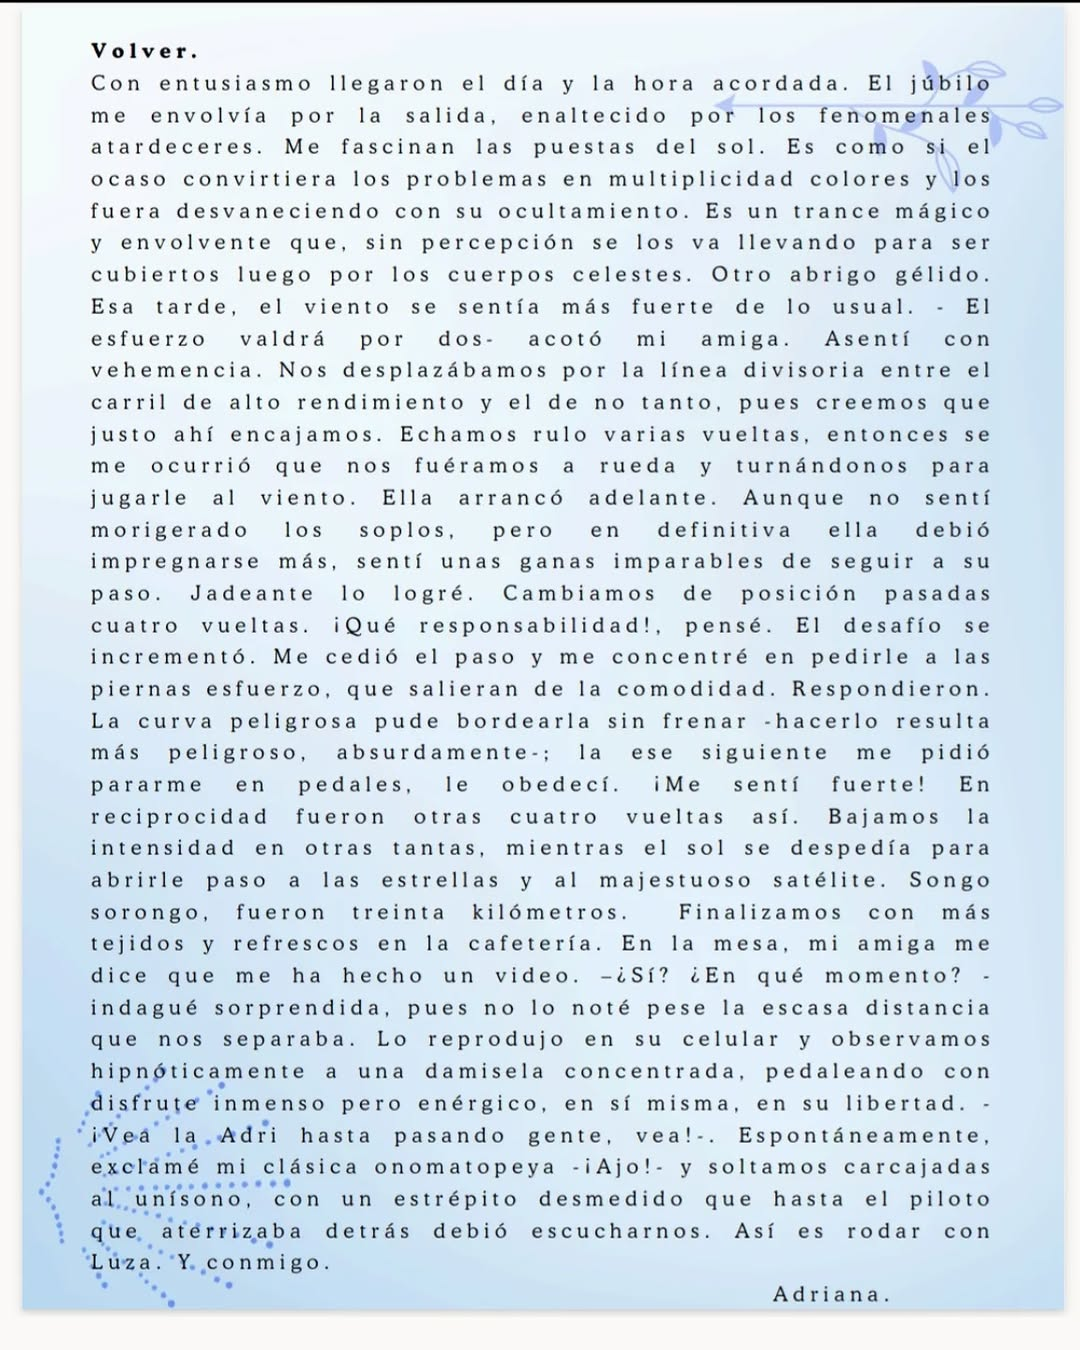 Volver.
Con entusiasmo llegaron el día y la hora acordada. El júbilo
me envolvía por la salida, enaltecido por los fenomenales
atardeceres. Me fascinan las puestas del sol. Es como si el
ocaso convirtiera los problemas en multiplicidad colores y los
fuera desvaneciendo con su ocultamiento. Es un trance mágico
y envolvente que, sin percepción se los va llevando para ser
cubiertos luego por los cuerpos celestes. Otro abrigo gélido.
Esa tarde, el viento se sentía más fuerte de lo usual. - El
esfuerzo valdrá por dos- acotó mi amiga. Asentí con
vehemencia. Nos desplazábamos por la línea divisoria entre el
carril de alto rendimiento y el de no tanto, pues creemos que
justo ahí encajamos. Echamos rulo varias vueltas, entonces se
me ocurrió que nos fuéramos a rueda y turnándonos para
jugarle al viento. Ella arrancó adelante. Aunque no sentí
morigerado los soplos, pero en definitiva ella debió
impregnarse más, sentí unas ganas imparables de seguir a su
paso. Jadeante lo logré. Cambiamos de posición pasadas
cuatro vueltas. ¡Qué responsabilidad!, pensé. El desafío se
incrementó. Me cedió el paso y me concentré en pedirle a las
piernas esfuerzo, que salieran de la comodidad. Respondieron.
La curva peligrosa pude bordearla sin frenar -hacerlo resulta
más peligroso, absurdamente-; la ese siguiente me pidió
pararme en pedales, le obedecí. ¡Me sentí fuerte! En
reciprocidad fueron otras cuatro vueltas así. Bajamos la
intensidad en otras tantas, mientras el sol se despedía para
abrirle paso a las estrellas y al majestuoso satélite. Songo
sorongo, fueron treinta kilómetros. Finalizamos con más
tejidos y refrescos en la cafetería. En la mesa, mi amiga me
dice que me ha hecho un video. –¿Sí? ¿En qué momento? -
indagué sorprendida, pues no lo noté pese la escasa distancia
que nos separaba. Lo reprodujo en su celular y observamos
hipnóticamente a una damisela concentrada, pedaleando con
disfrute inmenso pero enérgico, en sí misma, en su libertad. -
¡Vea la Adri hasta pasando gente, vea!-. Espontáneamente,
exclamé mi clásica onomatopeya -¡Ajo!- y soltamos carcajadas
al unísono, con un estrépito desmedido que hasta el piloto
que aterrizaba detrás debió escucharnos. Así es rodar con
Luza. Y conmigo.
Adriana.